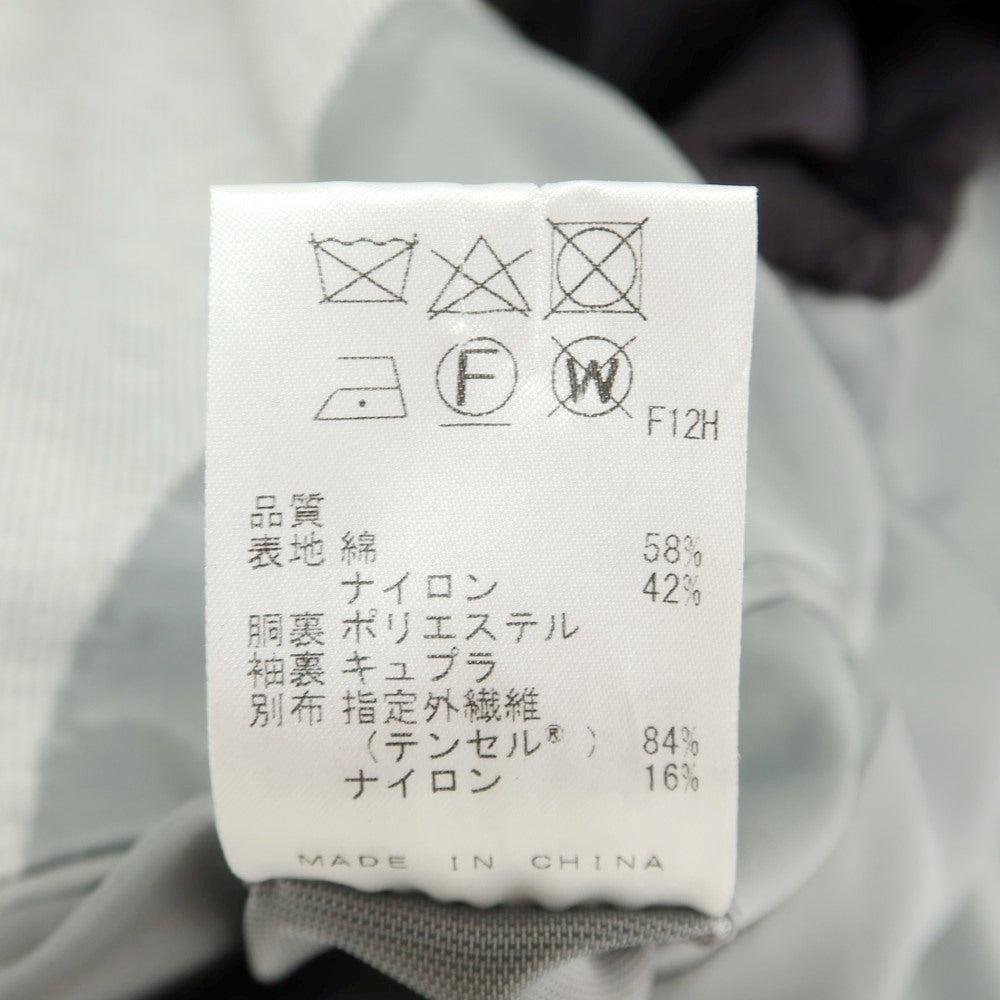 F W F12H
品質
表地 綿 58%
ナイロン 42%
胴裏 ポリエステル
袖裏 キュプラ
別布 指定外繊維
（テンセル®） 84%
ナイロン 16%
MADE IN CHINA